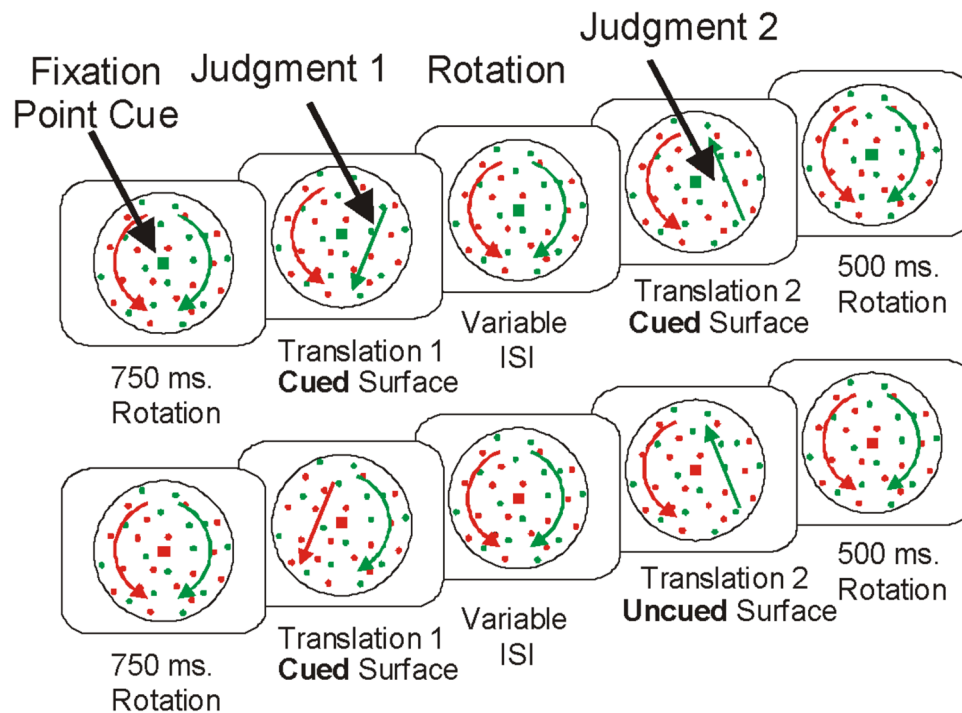 Fixation
Point Cue
Judgment 1
Rotation
Judgment 2
750 ms.
Rotation
Translation 1
Cued Surface
Variable
ISI
Translation 2
Cued Surface
500 ms.
Rotation
750 ms.
Rotation
Translation 1
Cued Surface
Variable
ISI
Translation 2
Uncued Surface
500 ms.
Rotation